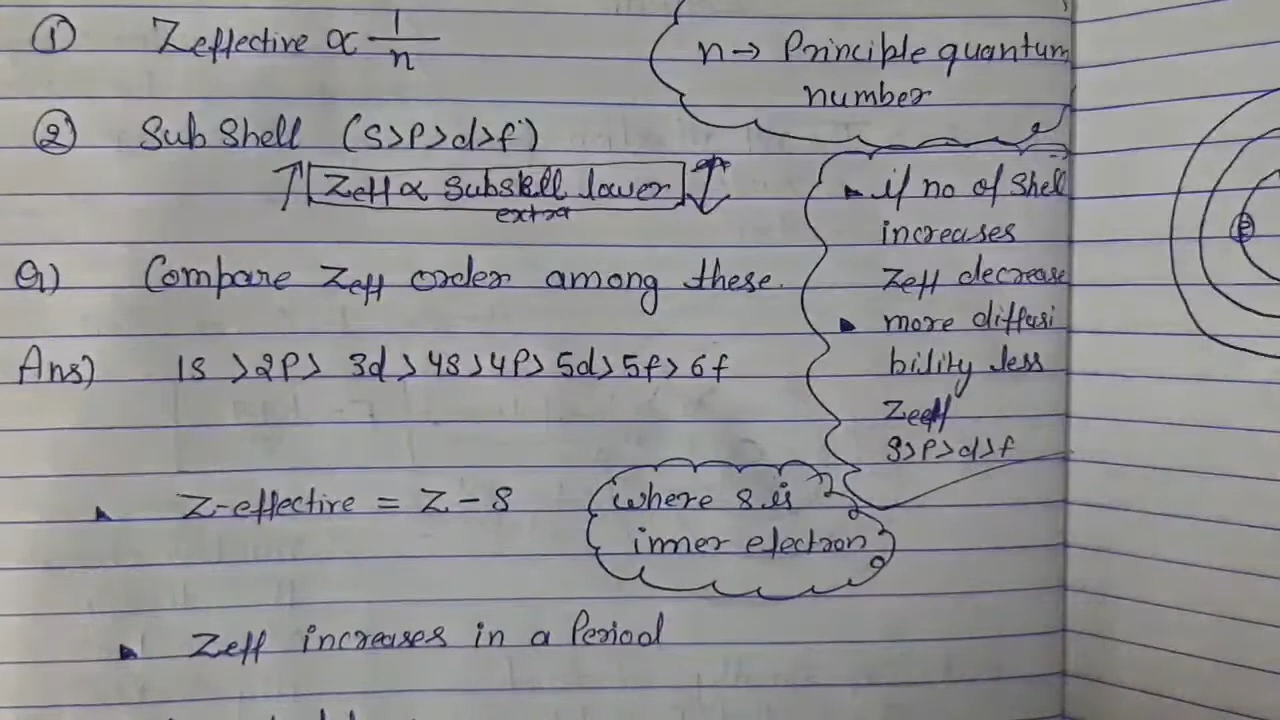 ① Zeffective ∝ 1/n
n → Principle quantum
number
② Sub Shell (s>p>d>f)
↑ Zeff ∝ subskell lower ↕
extra
if no of shell
increases
Zeff decrease
more diffusi
bility less
Zeeff
s>p>d>f
Q) Compare Zeff order among these.
Ans) 1s >2p> 3d >4s>4p> 5d>5f> 6f
Z-effective = Z - s
where s is
inner electron
Zeff increases in a Period